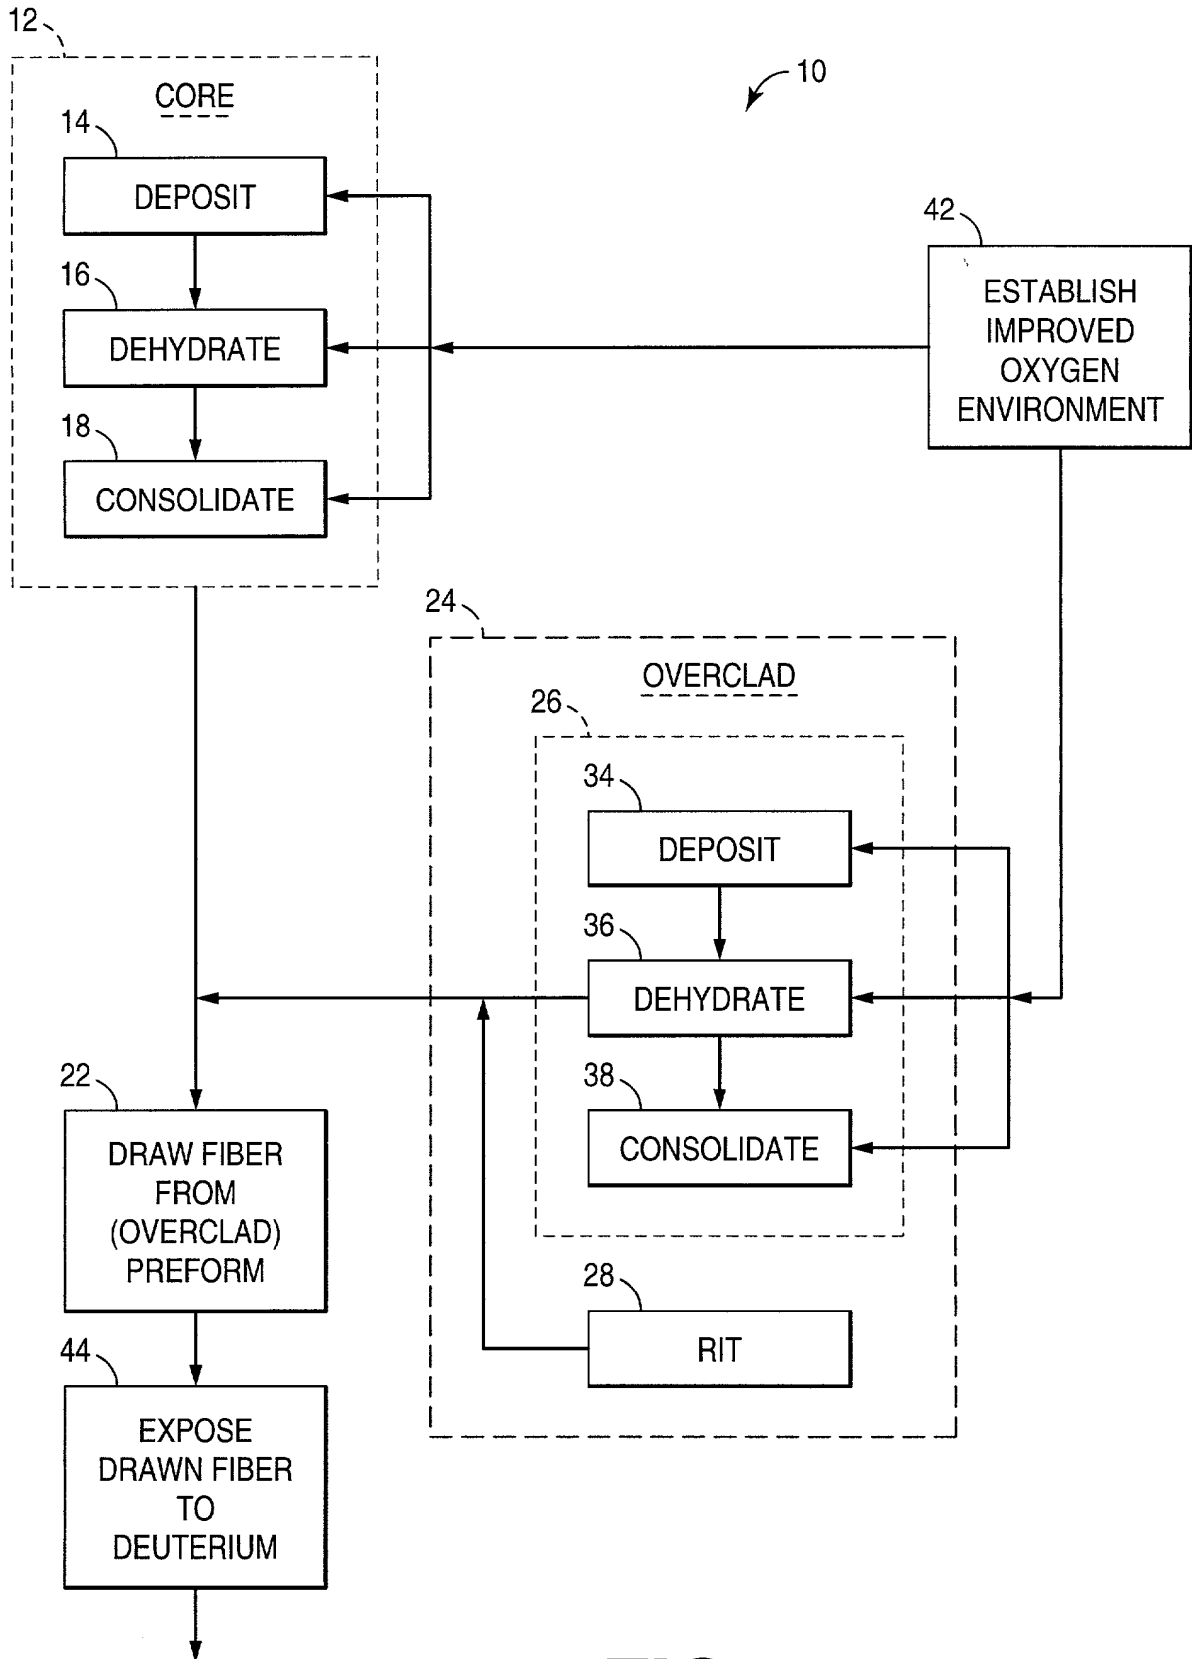 12
CORE
10
14
DEPOSIT
42
ESTABLISH
IMPROVED
OXYGEN
ENVIRONMENT
16
DEHYDRATE
18
CONSOLIDATE
24
OVERCLAD
26
34
DEPOSIT
36
DEHYDRATE
38
CONSOLIDATE
22
DRAW FIBER
FROM
(OVERCLAD)
PREFORM
28
RIT
44
EXPOSE
DRAWN FIBER
TO
DEUTERIUM